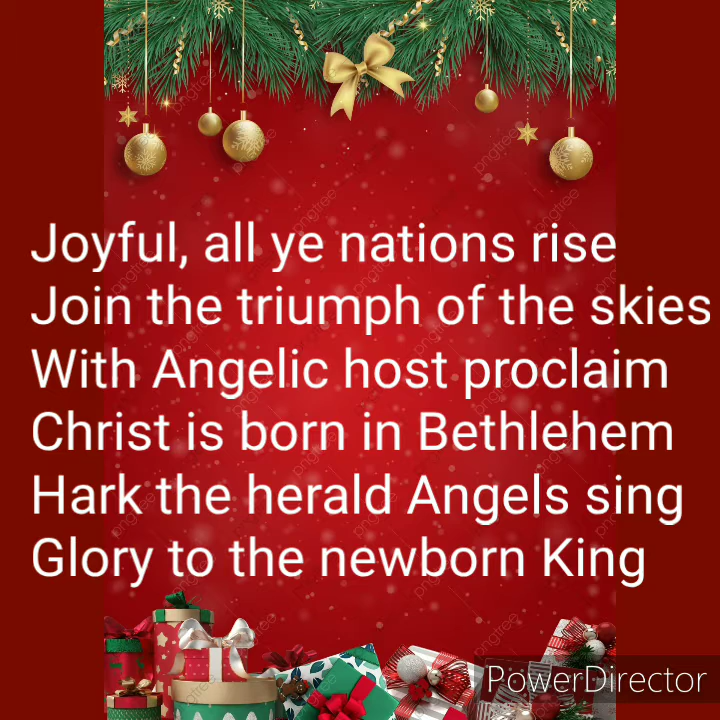 Joyful, all ye nations rise
Join the triumph of the skies
With Angelic host proclaim
Christ is born in Bethlehem
Hark the herald Angels sing
Glory to the newborn King
PowerDirector